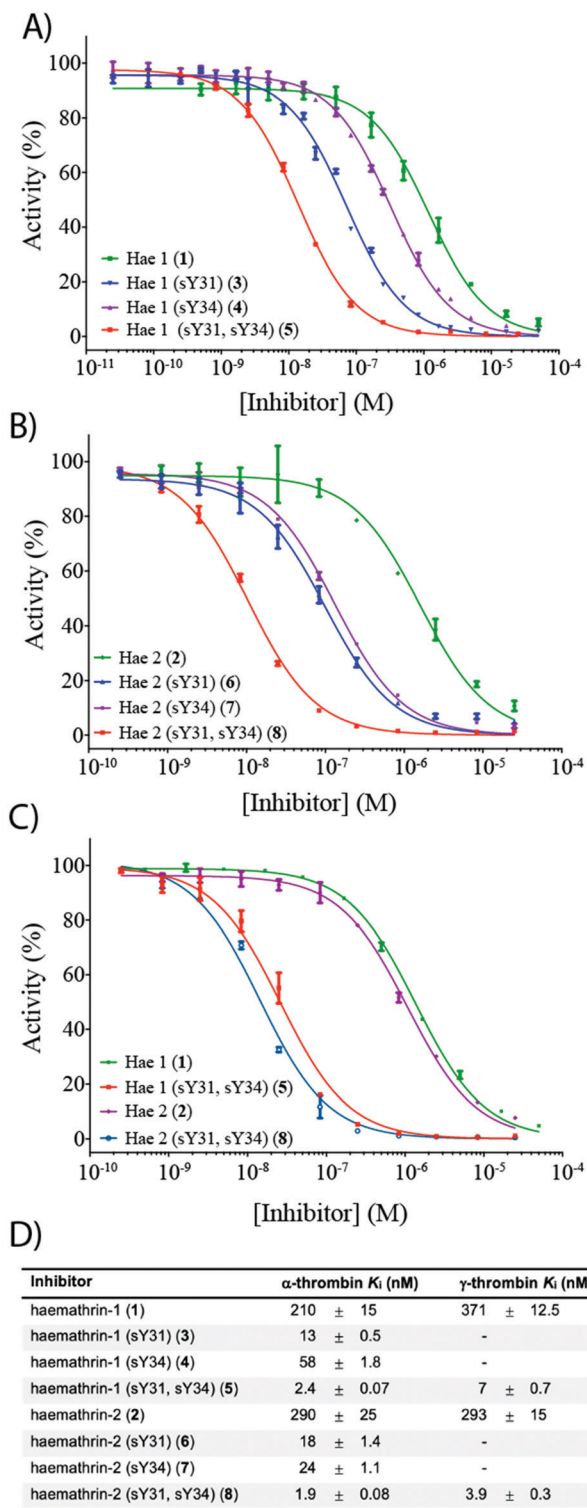 A)
100
80
60
40
20
0
Activity (%)
Hae 1 (1)
Hae 1 (sY31) (3)
Hae 1 (sY34) (4)
Hae 1 (sY31, sY34) (5)
10-11 10-10 10-9 10-8 10-7 10-6 10-5 10-4
[Inhibitor] (M)
B)
100
80
60
40
20
0
Activity (%)
Hae 2 (2)
Hae 2 (sY31) (6)
Hae 2 (sY34) (7)
Hae 2 (sY31, sY34) (8)
10-10 10-9 10-8 10-7 10-6 10-5 10-4
[Inhibitor] (M)
C)
100
80
60
40
20
0
Activity (%)
Hae 1 (1)
Hae 1 (sY31, sY34) (5)
Hae 2 (2)
Hae 2 (sY31, sY34) (8)
10-10 10-9 10-8 10-7 10-6 10-5 10-4
[Inhibitor] (M)
D)
Inhibitor α-thrombin Ki (nM) γ-thrombin Ki (nM)
haemathrin-1 (1) 210 ± 15 371 ± 12.5
haemathrin-1 (sY31) (3) 13 ± 0.5 -
haemathrin-1 (sY34) (4) 58 ± 1.8 -
haemathrin-1 (sY31, sY34) (5) 2.4 ± 0.07 7 ± 0.7
haemathrin-2 (2) 290 ± 25 293 ± 15
haemathrin-2 (sY31) (6) 18 ± 1.4 -
haemathrin-2 (sY34) (7) 24 ± 1.1 -
haemathrin-2 (sY31, sY34) (8) 1.9 ± 0.08 3.9 ± 0.3